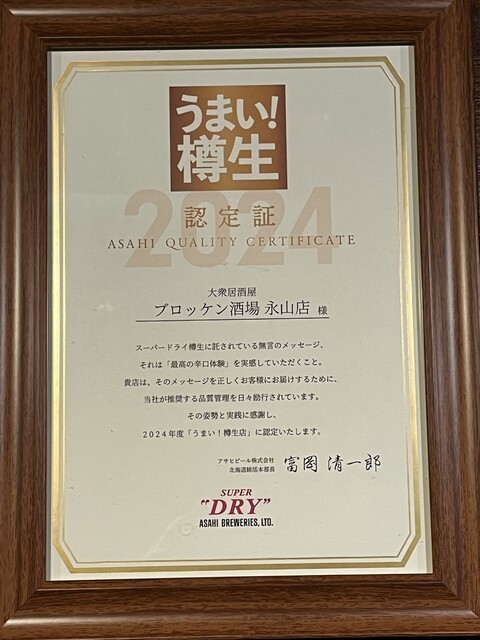 うまい!
樽生
2024
認定証
ASAHI QUALITY CERTIFICATE
大衆居酒屋
ブロッケン酒場 永山店 様
スーパードライ樽生に託されている無言のメッセージ、
それは「最高の辛口体験」を実感していただくこと。
貴店は、そのメッセージを正しくお客様にお届けするために、
当社が推奨する品質管理を日々励行されています。
その姿勢と実践に感謝し、
2024年度「うまい!樽生店」に認定いたします。
アサヒビール株式会社
北海道統括本部長 富岡 清一郎
SUPER
"DRY"
ASAHI BREWERIES, LTD.